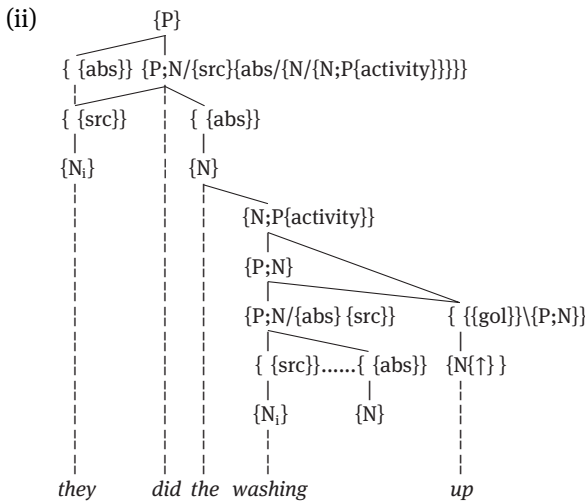 (ii)
{P}
{ {abs}} {P;N/{src}{abs/{N/{N;P{activity}}}}}
{ {src}} { {abs}}
{Nᵢ} {N}
{N;P{activity}}
{P;N}
{P;N/{abs} {src}} { {{gol}}\{P;N}}
{ {src}}......{ {abs}} {N{↑} }
{Nᵢ} {N}
they did the washing up